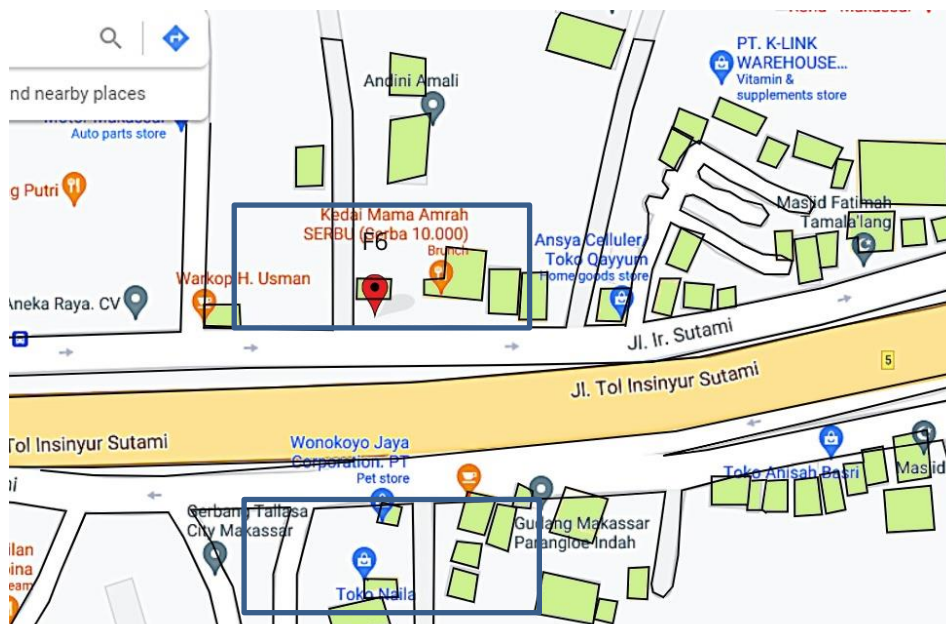 nd nearby places
Auto parts store
g Putri
Andini Amali
PT. K-LINK
WAREHOUSE...
Vitamin &
supplements store
Kedai Mama Amrah
SERBU (Serba 10.000)
Brunch
F6
Warkop H. Usman
Aneka Raya. CV
Ansya Celluler,
Toko Qayyum
Home goods store
Masjid Fatimah
Tamala'lang
Jl. Ir. Sutami
5
Jl. Tol Insinyur Sutami
Tol Insinyur Sutami
Wonokoyo Jaya
Corporation. PT
Pet store
Toko Anisah Basri
Masjid
Gerbang Tallasa
City Makassar
Gudang Makassar
Parangloe Indah
Toko Naila